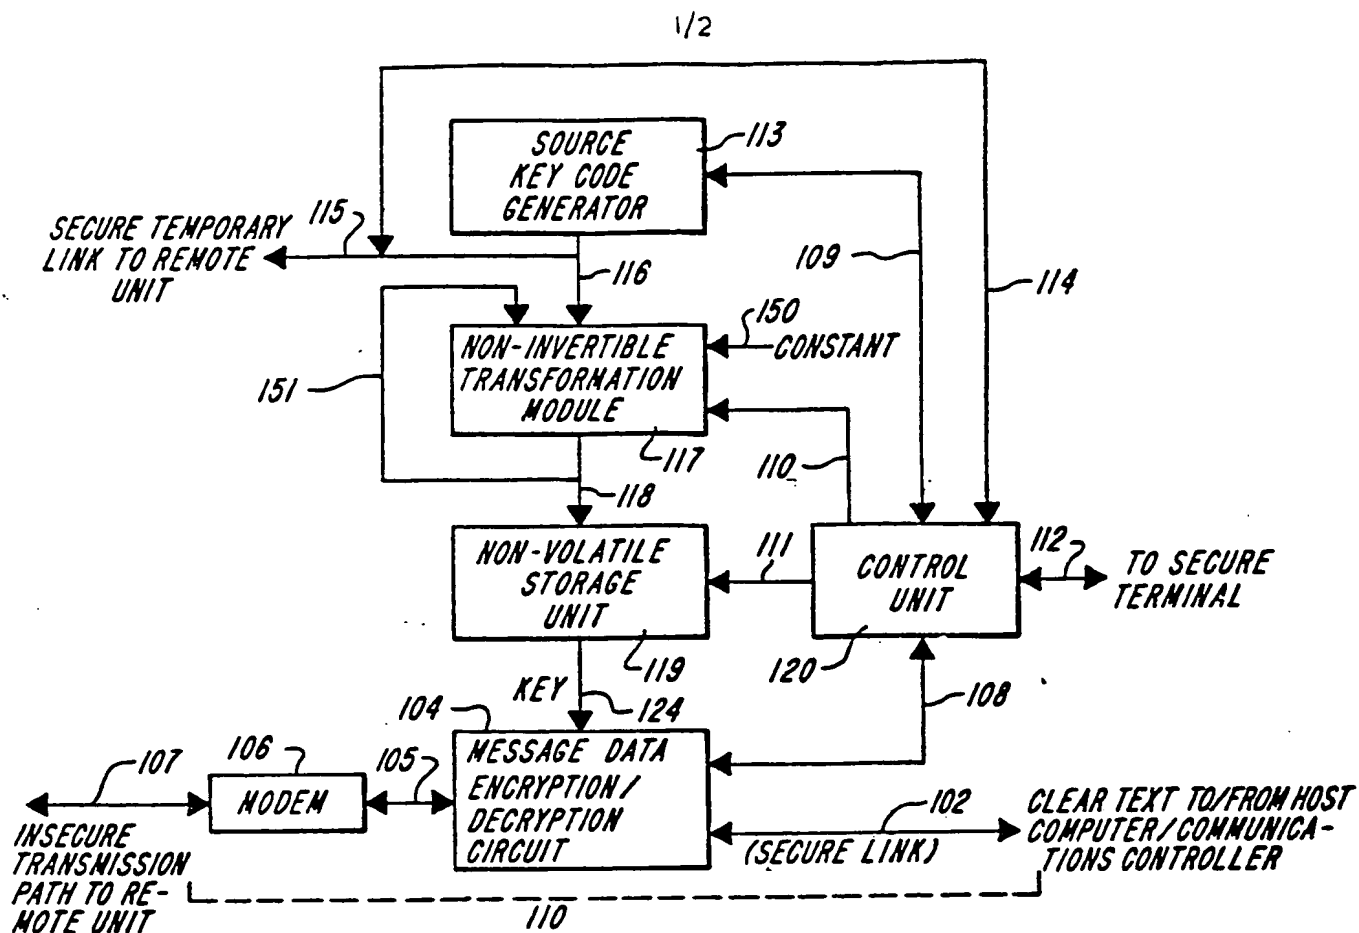 1/2
SOURCE
KEY CODE
GENERATOR
113
SECURE TEMPORARY
LINK TO REMOTE
UNIT
115
116
109
114
NON-INVERTIBLE
TRANSFORMATION
MODULE
150
CONSTANT
151
117
110
118
NON-VOLATILE
STORAGE
UNIT
111
CONTROL
UNIT
112
TO SECURE
TERMINAL
119
120
KEY
124
108
104
MESSAGE DATA
ENCRYPTION/
DECRYPTION
CIRCUIT
107
106
MODEM
105
102
(SECURE LINK)
CLEAR TEXT TO/FROM HOST
COMPUTER/COMMUNICA-
TIONS CONTROLLER
INSECURE
TRANSMISSION
PATH TO RE-
MOTE UNIT
110